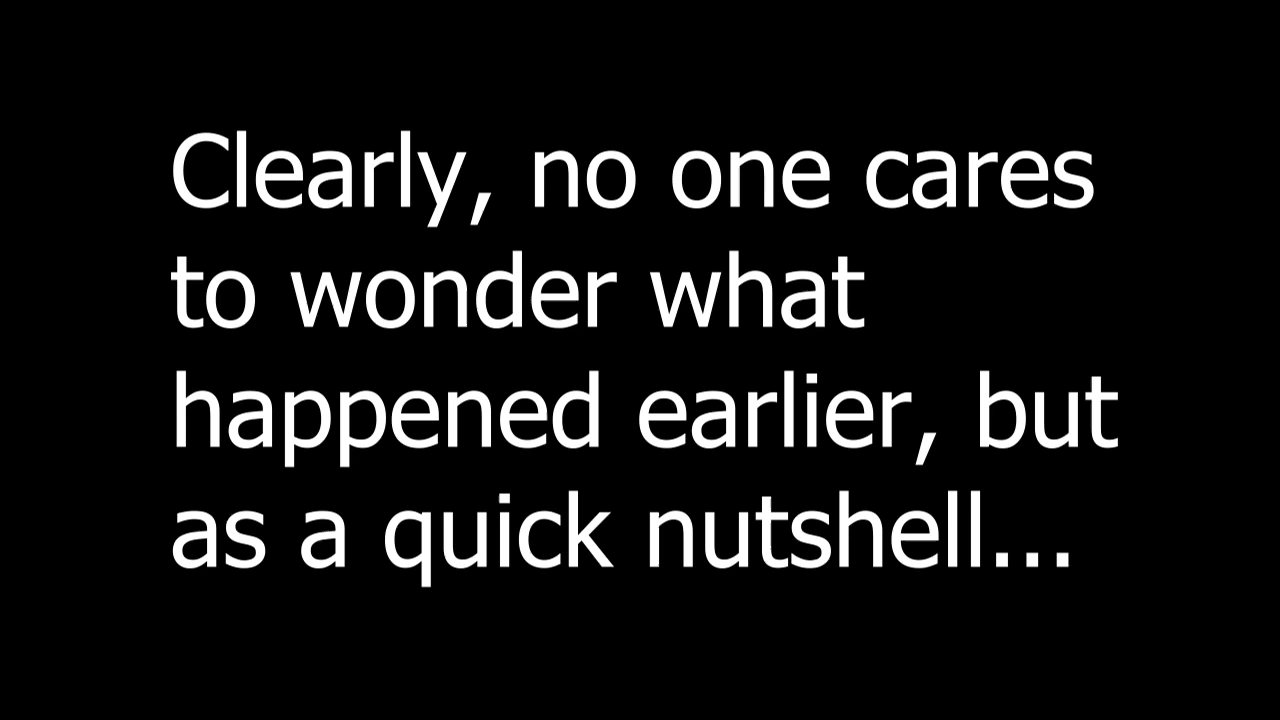 Clearly, no one cares
to wonder what
happened earlier, but
as a quick nutshell...